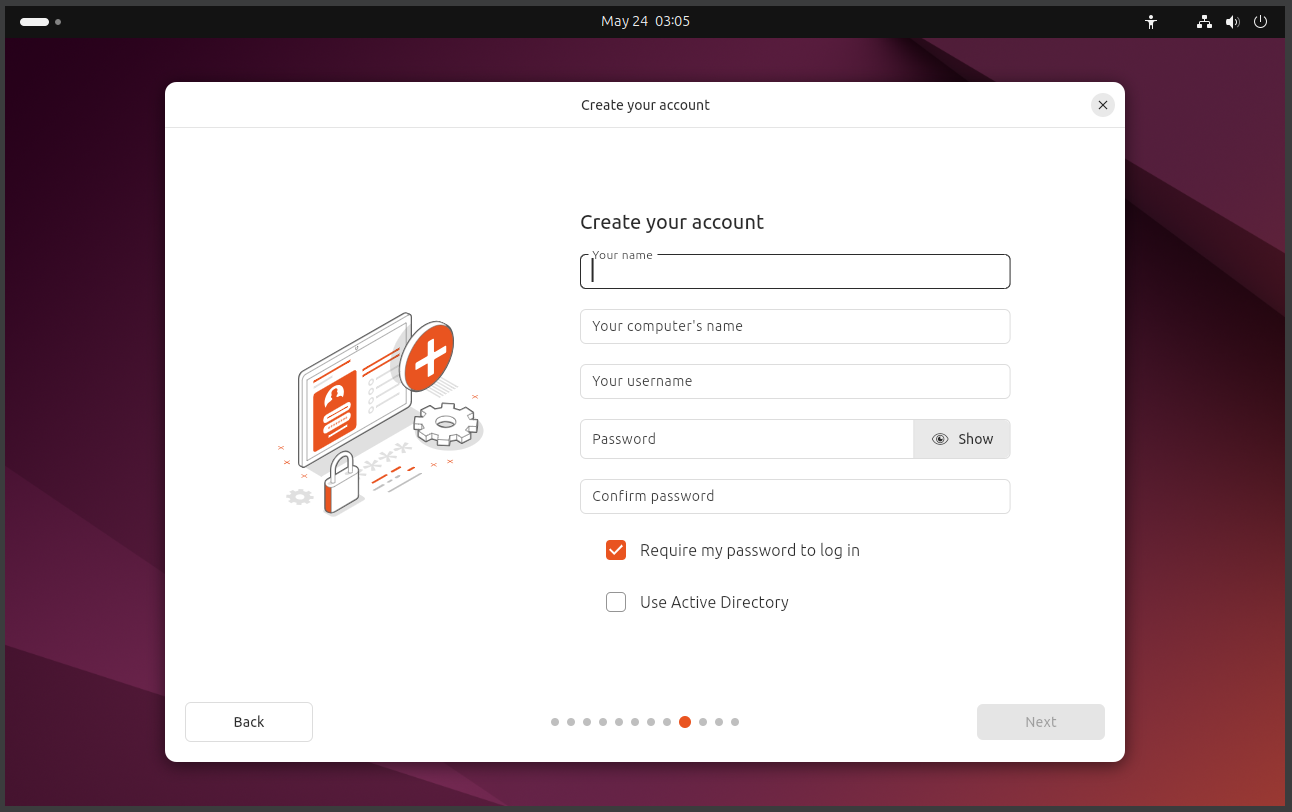 May 24 03:05
Create your account
Create your account
Your name
Your computer's name
Your username
Password
Show
Confirm password
Require my password to log in
Use Active Directory
Back
Next